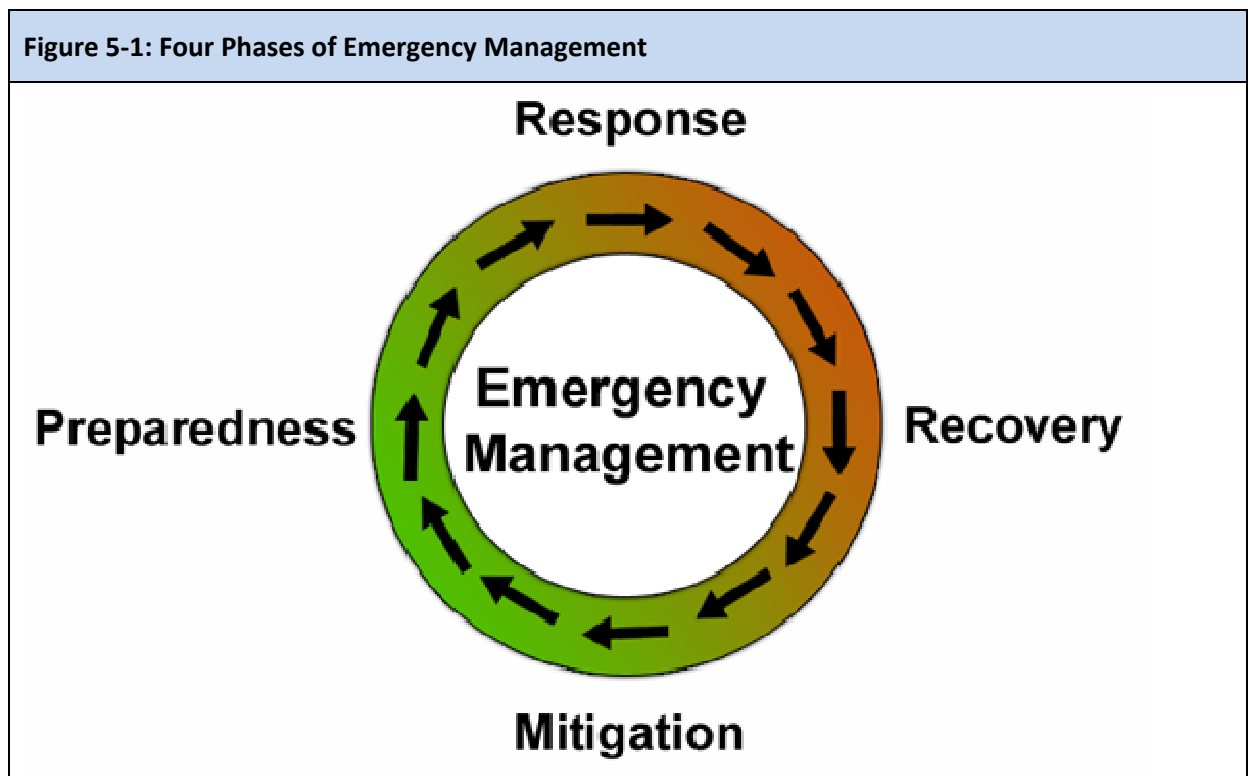 Figure 5-1: Four Phases of Emergency Management
Response
Preparedness
Emergency
Management
Recovery
Mitigation